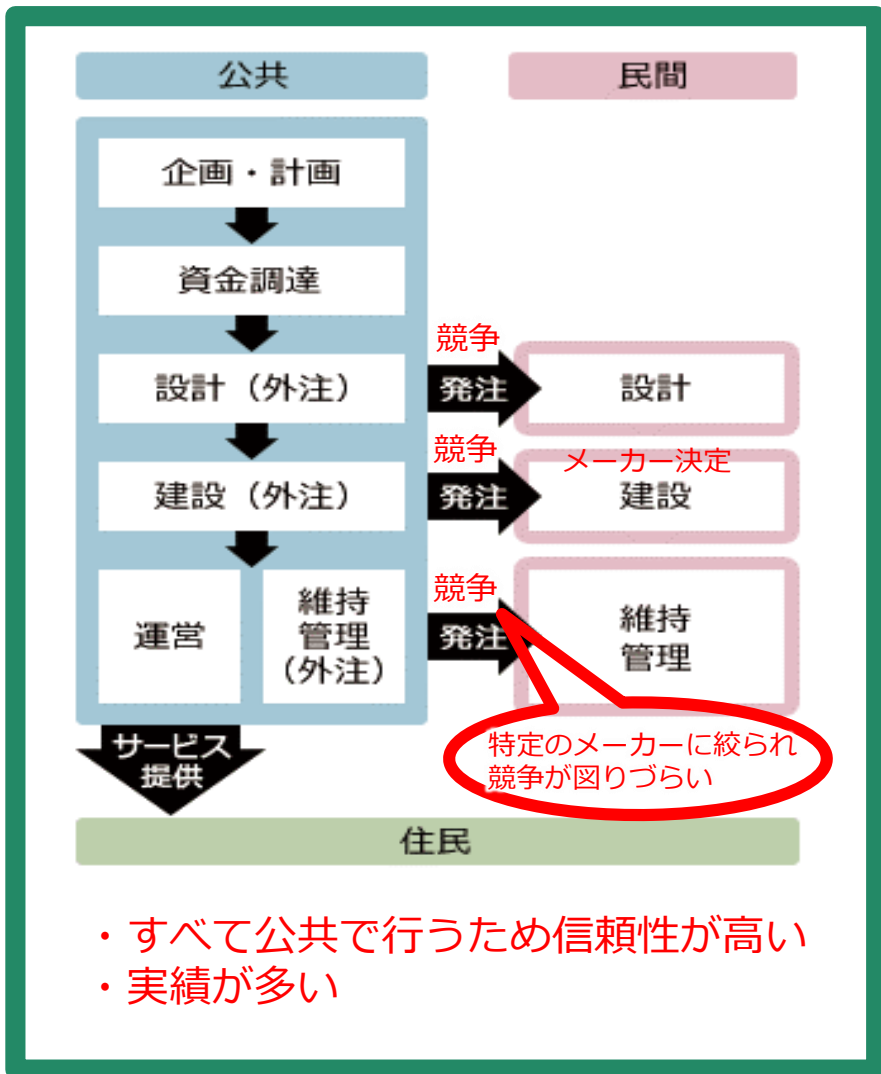 公共
民間
企画・計画
資金調達
競争
設計（外注）
発注
設計
競争
メーカー決定
建設（外注）
発注
建設
競争
運営
維持
管理
（外注）
発注
維持
管理
特定のメーカーに絞られ
競争が図りづらい
サービス
提供
住民
・すべて公共で行うため信頼性が高い
・実績が多い